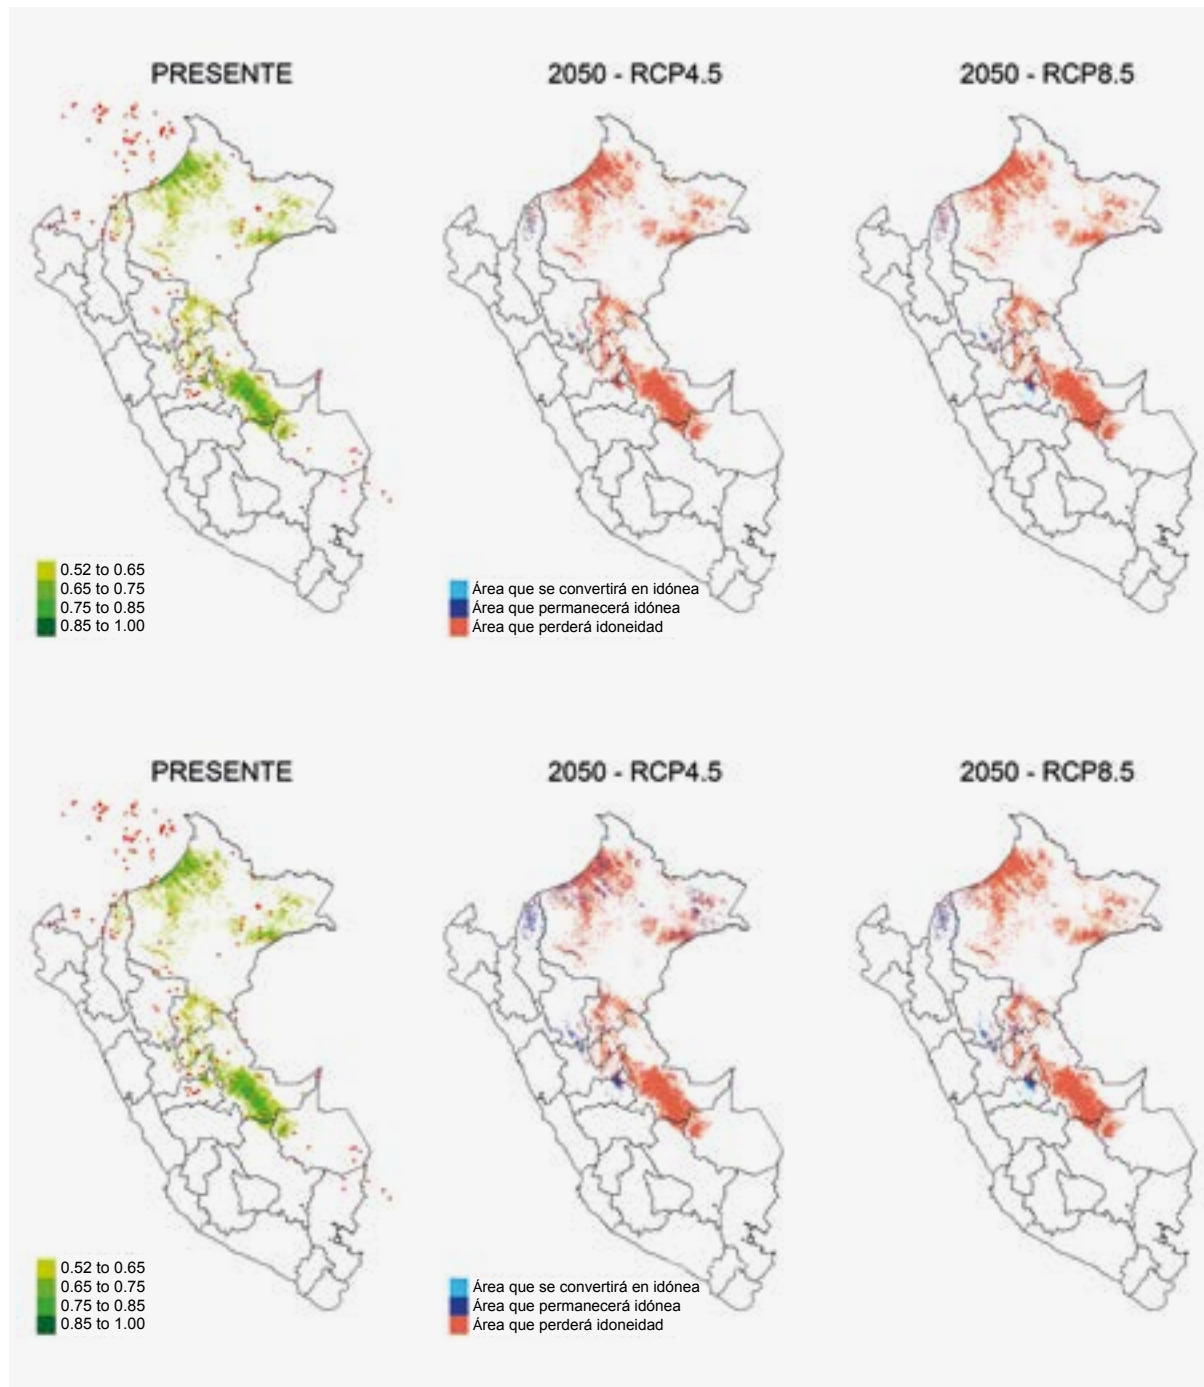 PRESENTE
2050 - RCP4.5
2050 - RCP8.5
0.52 to 0.65
0.65 to 0.75
0.75 to 0.85
0.85 to 1.00
Área que se convertirá en idónea
Área que permanecerá idónea
Área que perderá idoneidad
PRESENTE
2050 - RCP4.5
2050 - RCP8.5
0.52 to 0.65
0.65 to 0.75
0.75 to 0.85
0.85 to 1.00
Área que se convertirá en idónea
Área que permanecerá idónea
Área que perderá idoneidad